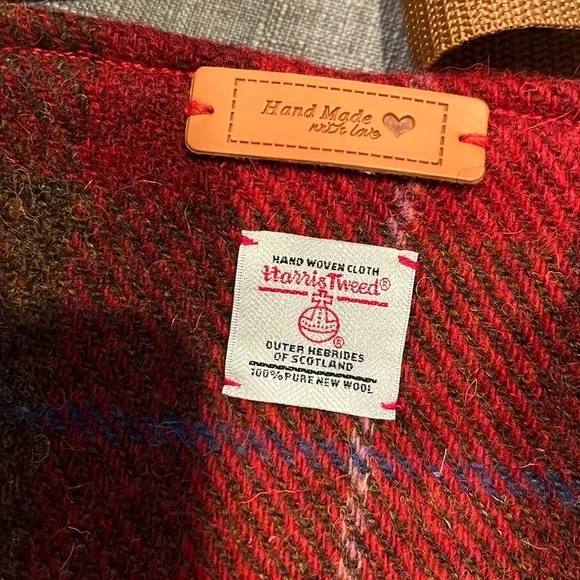 Hand Made
with love
HAND WOVEN CLOTH
Harris Tweed®
®
OUTER HEBRIDES
OF SCOTLAND
100% PURE NEW WOOL